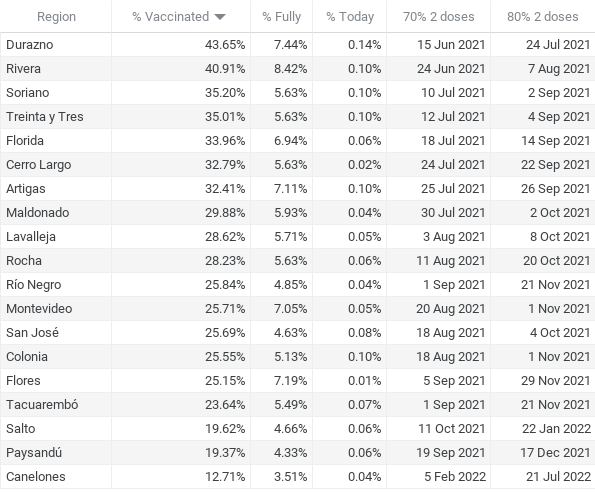 Region % Vaccinated % Fully % Today 70% 2 doses 80% 2 doses
Durazno 43.65% 7.44% 0.14% 15 Jun 2021 24 Jul 2021
Rivera 40.91% 8.42% 0.10% 24 Jun 2021 7 Aug 2021
Soriano 35.20% 5.63% 0.10% 10 Jul 2021 2 Sep 2021
Treinta y Tres 35.01% 5.63% 0.10% 12 Jul 2021 4 Sep 2021
Florida 33.96% 6.94% 0.06% 18 Jul 2021 14 Sep 2021
Cerro Largo 32.79% 5.63% 0.02% 24 Jul 2021 22 Sep 2021
Artigas 32.41% 7.11% 0.10% 25 Jul 2021 26 Sep 2021
Maldonado 29.88% 5.93% 0.04% 30 Jul 2021 2 Oct 2021
Lavalleja 28.62% 5.71% 0.05% 3 Aug 2021 8 Oct 2021
Rocha 28.23% 5.63% 0.06% 11 Aug 2021 20 Oct 2021
Río Negro 25.84% 4.85% 0.04% 1 Sep 2021 21 Nov 2021
Montevideo 25.71% 7.05% 0.05% 20 Aug 2021 1 Nov 2021
San José 25.69% 4.63% 0.08% 18 Aug 2021 4 Oct 2021
Colonia 25.55% 5.13% 0.10% 18 Aug 2021 1 Nov 2021
Flores 25.15% 7.19% 0.01% 5 Sep 2021 29 Nov 2021
Tacuarembó 23.64% 5.49% 0.07% 1 Sep 2021 21 Nov 2021
Salto 19.62% 4.66% 0.06% 11 Oct 2021 22 Jan 2022
Paysandú 19.37% 4.33% 0.06% 19 Sep 2021 17 Dec 2021
Canelones 12.71% 3.51% 0.04% 5 Feb 2022 21 Jul 2022